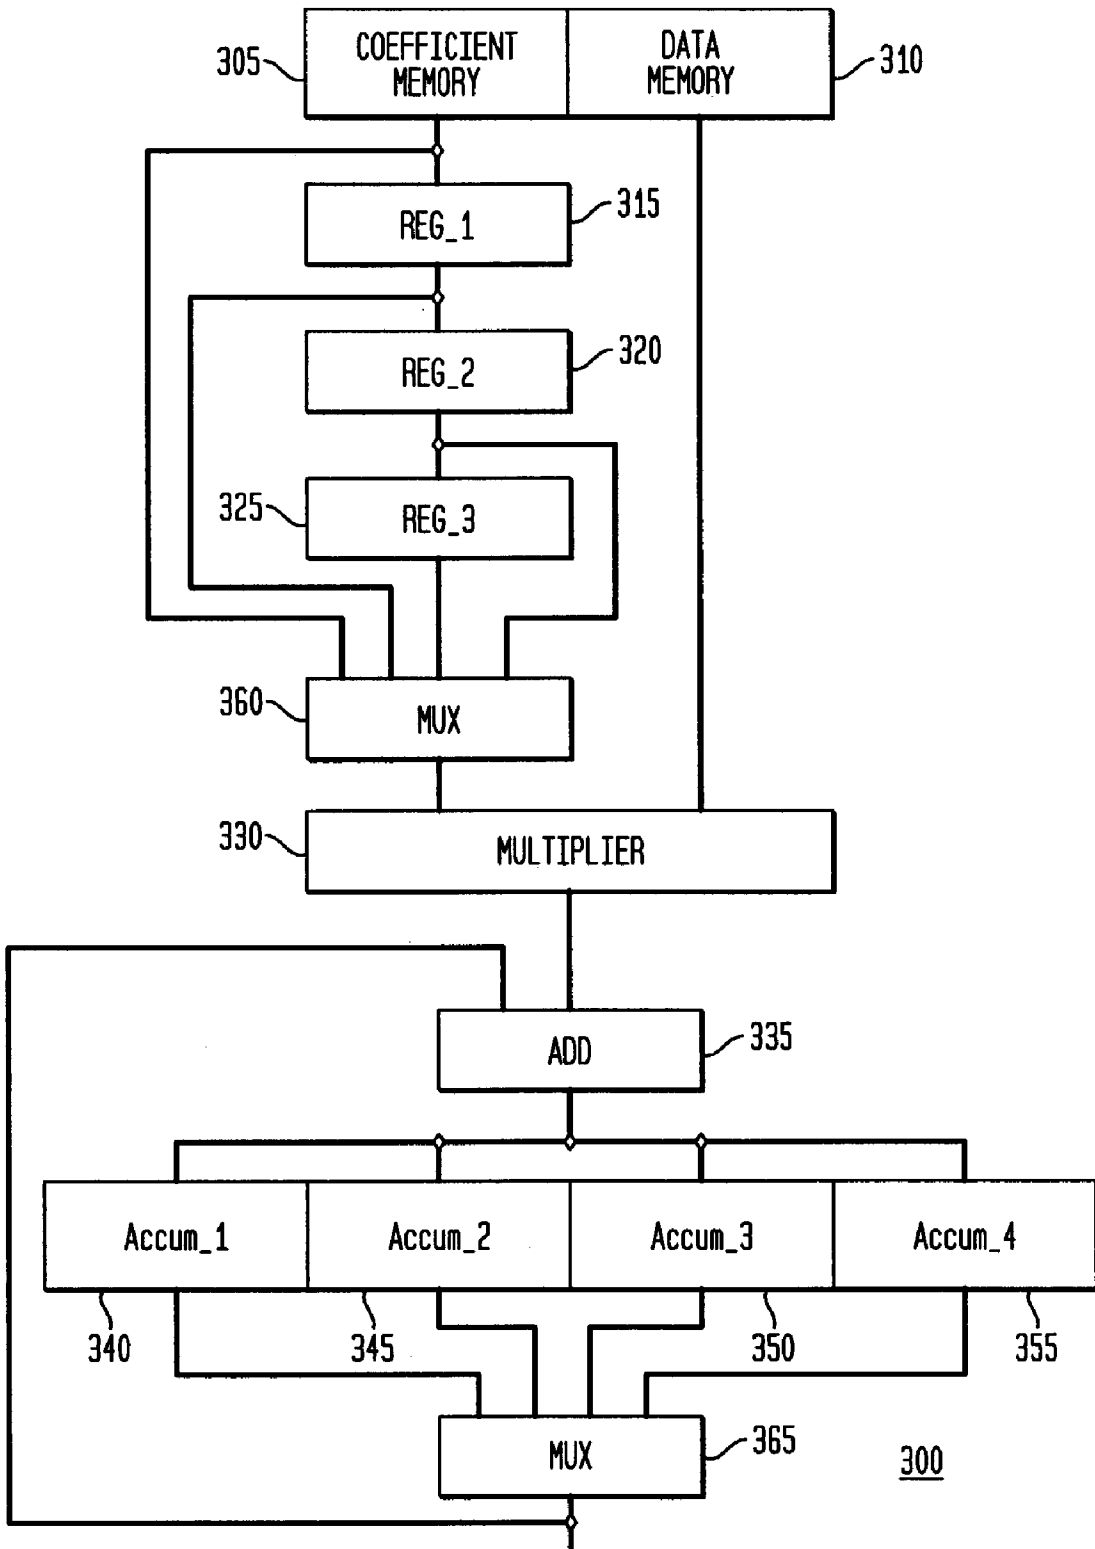 COEFFICIENT
MEMORY
DATA
MEMORY
305
310
REG_1
315
REG_2
320
325
REG_3
360
MUX
330
MULTIPLIER
ADD
335
Accum_1
Accum_2
Accum_3
Accum_4
340
345
350
355
MUX
365
300